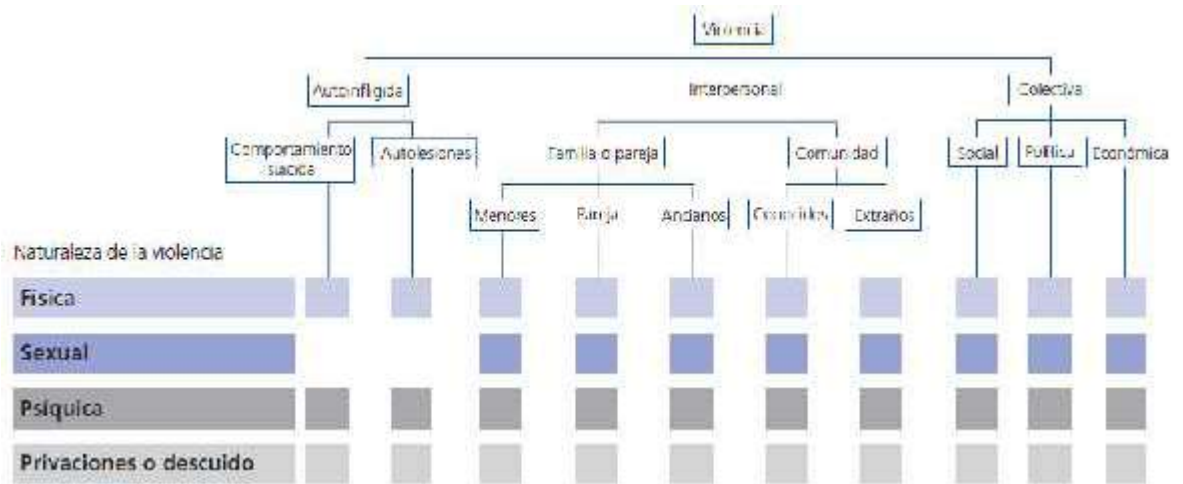 Violencia
Autoinfligida
Interpersonal
Colectiva
Comportamiento
suicida
Autolesiones
Familia o pareja
Comunidad
Social
Política
Económica
Menores
Pareja
Ancianos
Conocidos
Extraños
Naturaleza de la violencia
Física
Sexual
Psíquica
Privaciones o descuido